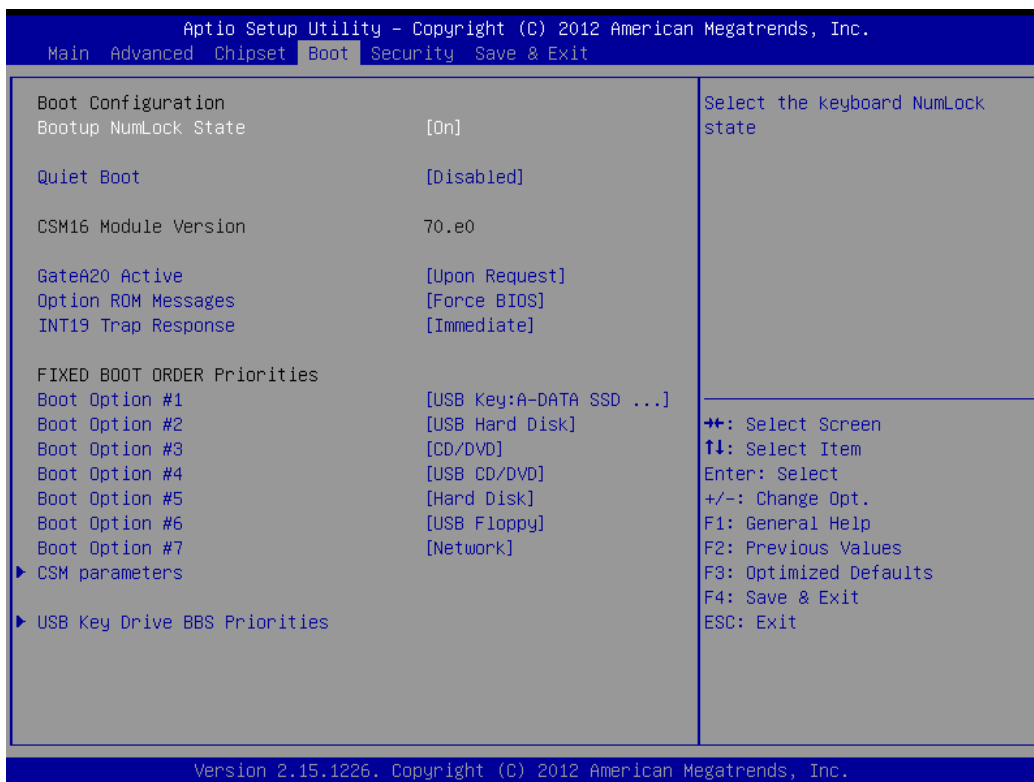 Aptio Setup Utility – Copyright (C) 2012 American Megatrends, Inc.
Main Advanced Chipset Boot Security Save & Exit
Boot Configuration
Bootup NumLock State [On]
Quiet Boot [Disabled]
CSM16 Module Version 70.e0
GateA20 Active [Upon Request]
Option ROM Messages [Force BIOS]
INT19 Trap Response [Immediate]
FIXED BOOT ORDER Priorities
Boot Option #1 [USB Key:A-DATA SSD ...]
Boot Option #2 [USB Hard Disk]
Boot Option #3 [CD/DVD]
Boot Option #4 [USB CD/DVD]
Boot Option #5 [Hard Disk]
Boot Option #6 [USB Floppy]
Boot Option #7 [Network]
▶ CSM parameters
▶ USB Key Drive BBS Priorities
Select the keyboard NumLock
state
→←: Select Screen
↑↓: Select Item
Enter: Select
+/-: Change Opt.
F1: General Help
F2: Previous Values
F3: Optimized Defaults
F4: Save & Exit
ESC: Exit
Version 2.15.1226. Copyright (C) 2012 American Megatrends, Inc.